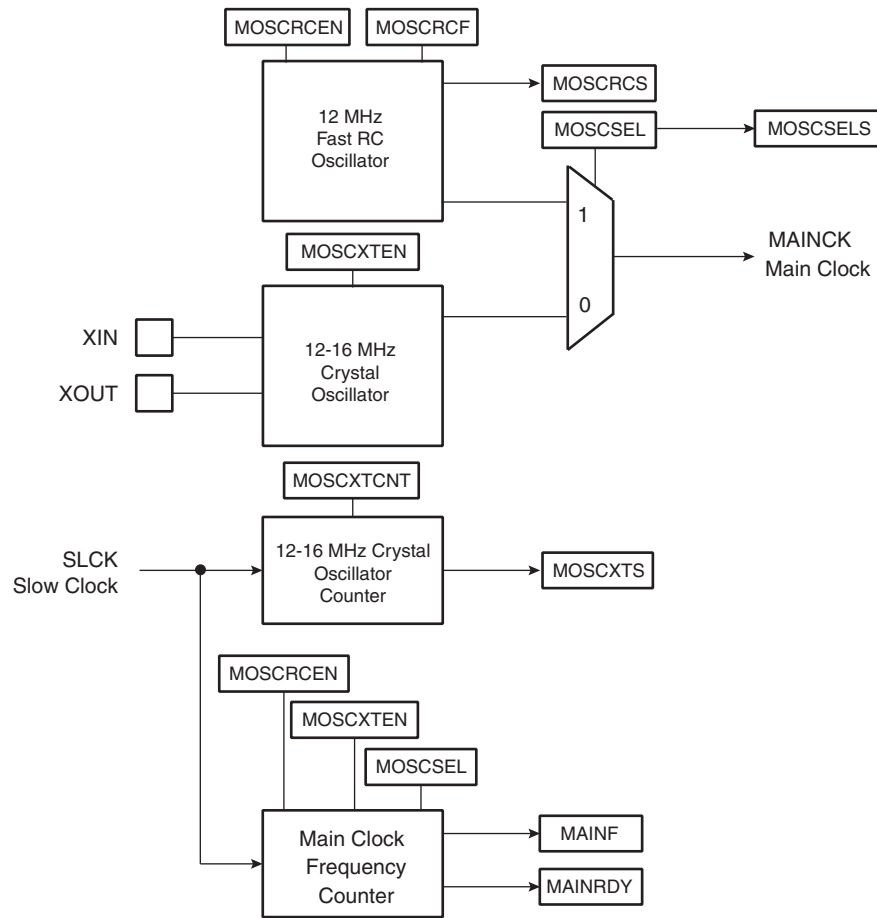 MOSCRCEN
MOSCRCF
12 MHz
Fast RC
Oscillator
MOSCRCS
MOSCSEL
MOSCSELS
1
MAINCK
Main Clock
MOSCXTEN
0
XIN
XOUT
12-16 MHz
Crystal
Oscillator
MOSCXTCNT
SLCK
Slow Clock
12-16 MHz Crystal
Oscillator
Counter
MOSCXTS
MOSCRCEN
MOSCXTEN
MOSCSEL
Main Clock
Frequency
Counter
MAINF
MAINRDY